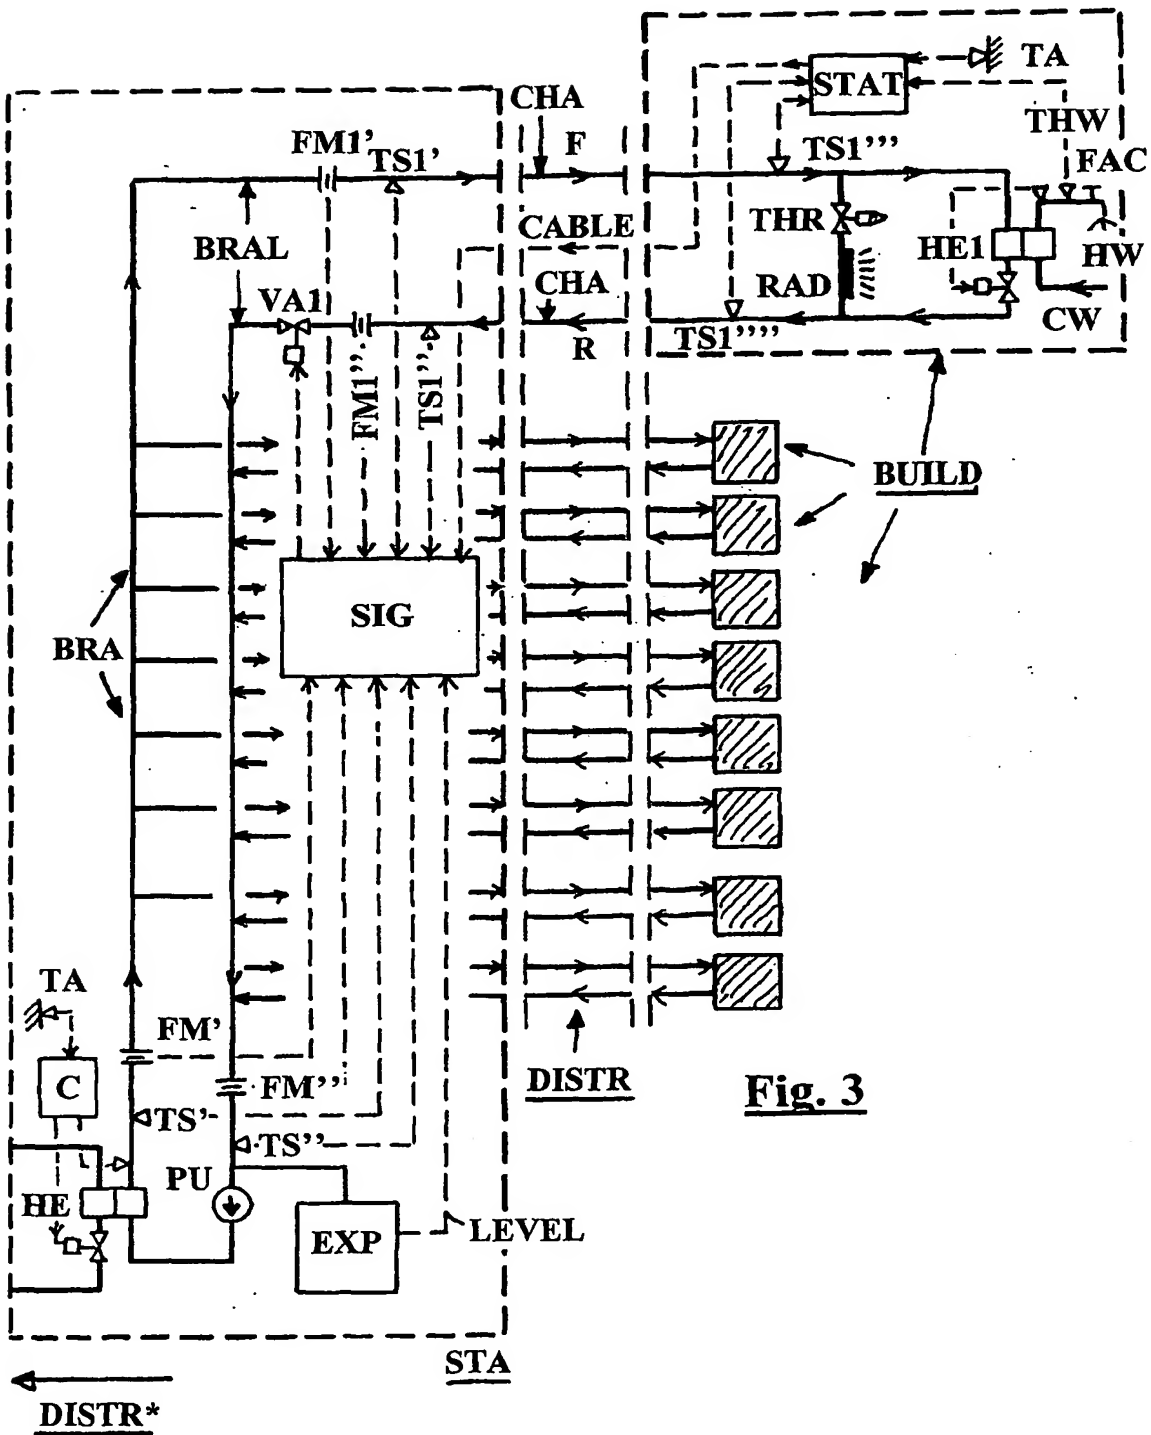 TA
STAT
CHA
THW
FM1'
F
TS1'
TS1'''
FAC
THR
CABLE
BRAL
HE1
HW
VA1
CHA
RAD
CW
R
TS1''''
FM1''
TS1''
BUILD
SIG
BRA
TA
FM'
C
FM''
DISTR
Fig. 3
TS'
TS''
PU
HE
EXP
LEVEL
STA
DISTR*